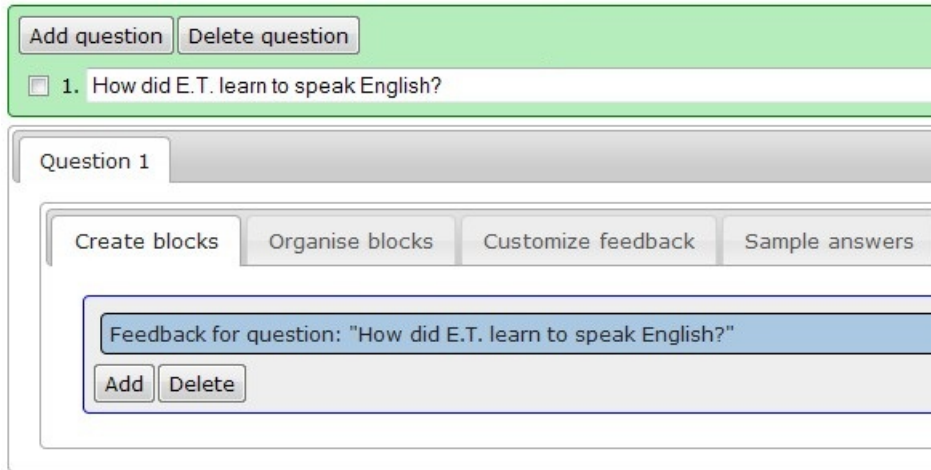 Add question Delete question
1. How did E.T. learn to speak English?
Question 1
Create blocks Organise blocks Customize feedback Sample answers
Feedback for question: "How did E.T. learn to speak English?"
Add Delete